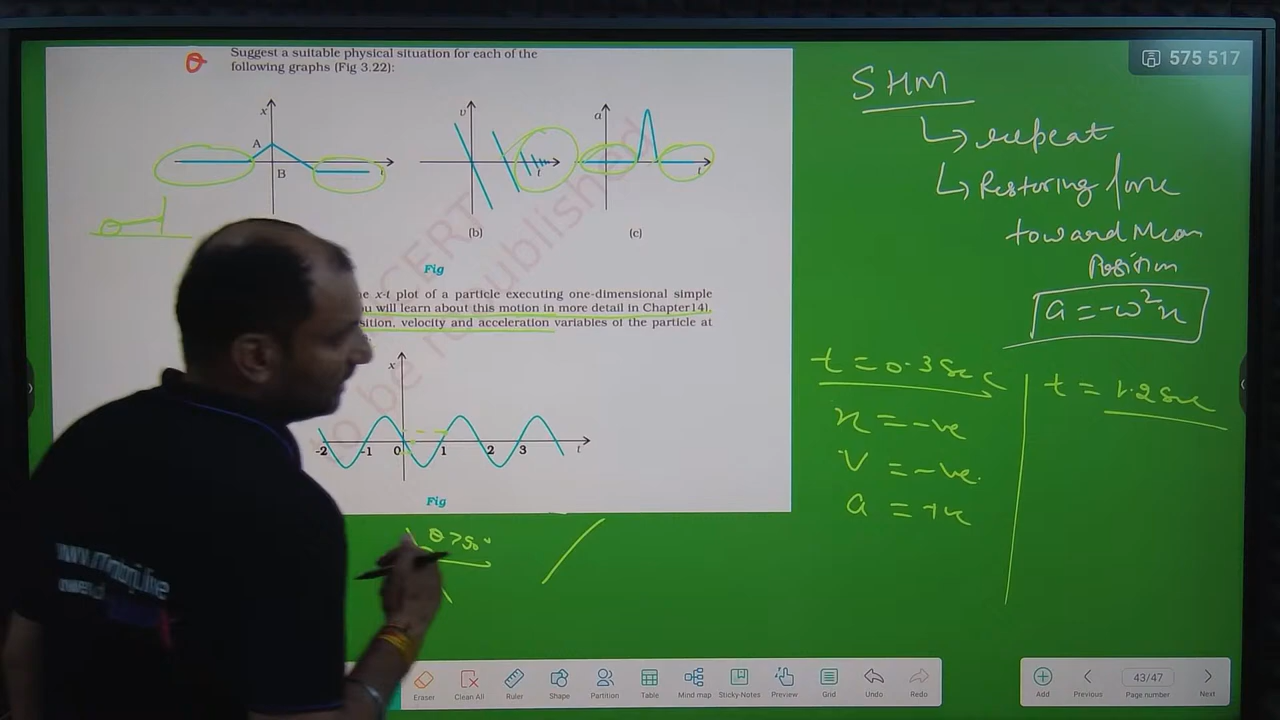 575 517
Q
Suggest a suitable physical situation for each of the
following graphs (Fig 3.22):
x
A
B
t
v
t
(b)
a
t
(c)
Fig
x-t plot of a particle executing one-dimensional simple
will learn about this motion in more detail in Chapter14).
velocity and acceleration variables of the particle at
x
-2 -1 0 1 2 3 t
Fig
SHM
↳ repeat
↳ Restoring force
toward Mean
Position
a = -ω²x
t = 0.3 sec
x = -ve
v = -ve.
a = +ve
t = 1.2 sec
Eraser
Clean All
Ruler
Shape
Partition
Table
Mind map
Sticky-Notes
Preview
Grid
Undo
Redo
Add
Previous
43/47
Page number
Next